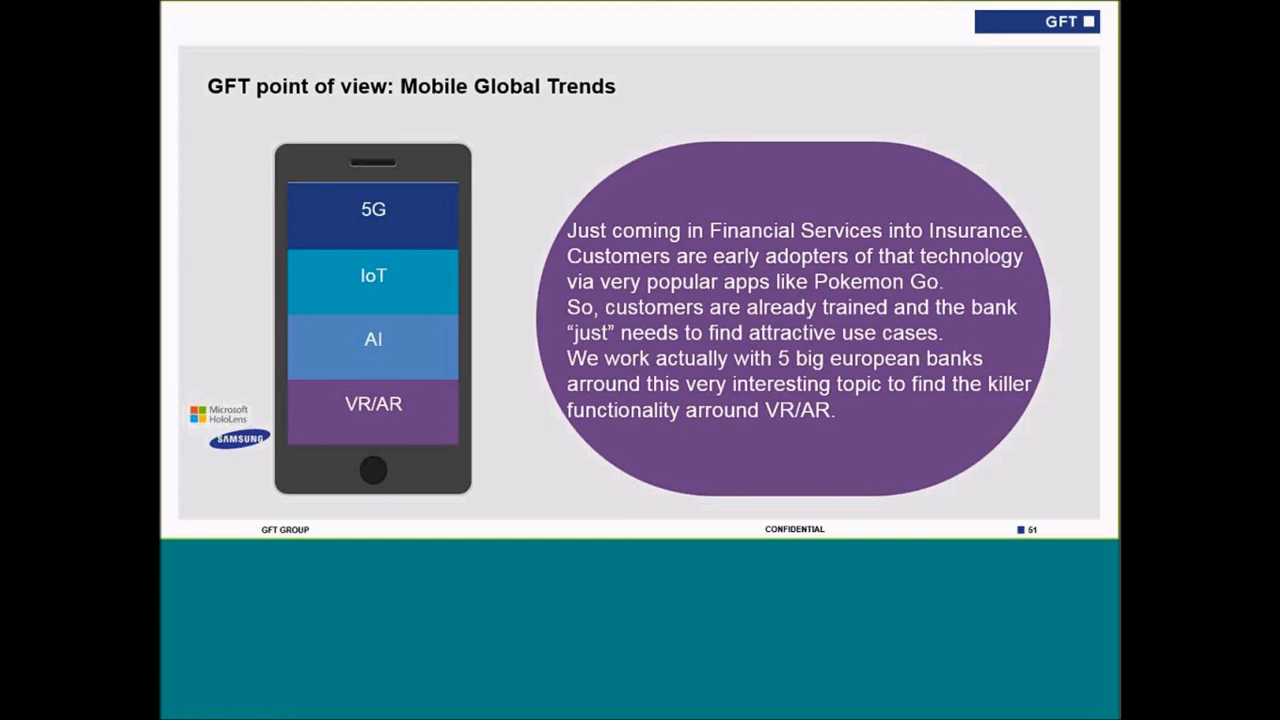 GFT
GFT point of view: Mobile Global Trends
5G
IoT
AI
VR/AR
Microsoft
HoloLens
SAMSUNG
Just coming in Financial Services into Insurance.
Customers are early adopters of that technology
via very popular apps like Pokemon Go.
So, customers are already trained and the bank
“just” needs to find attractive use cases.
We work actually with 5 big european banks
arround this very interesting topic to find the killer
functionality arround VR/AR.
GFT GROUP
CONFIDENTIAL
51